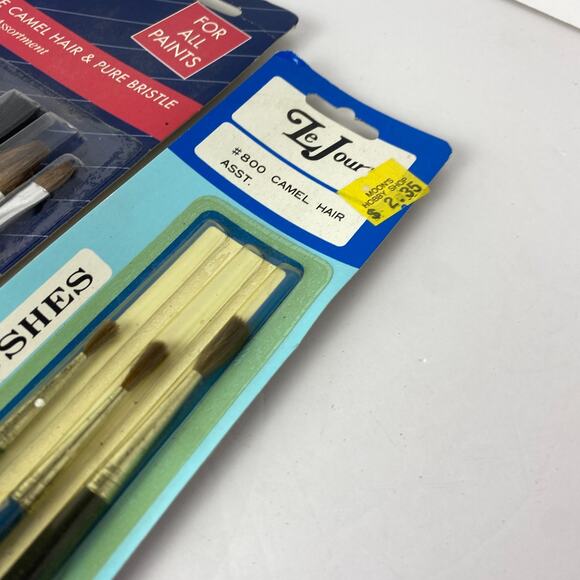 E CAMEL HAIR & PURE BRISTLE
Assortment
FOR
ALL
PAINTS
Le Jour
#800 CAMEL HAIR
ASST.
MOON'S
HOBBY SHOP
$2.35
SHES